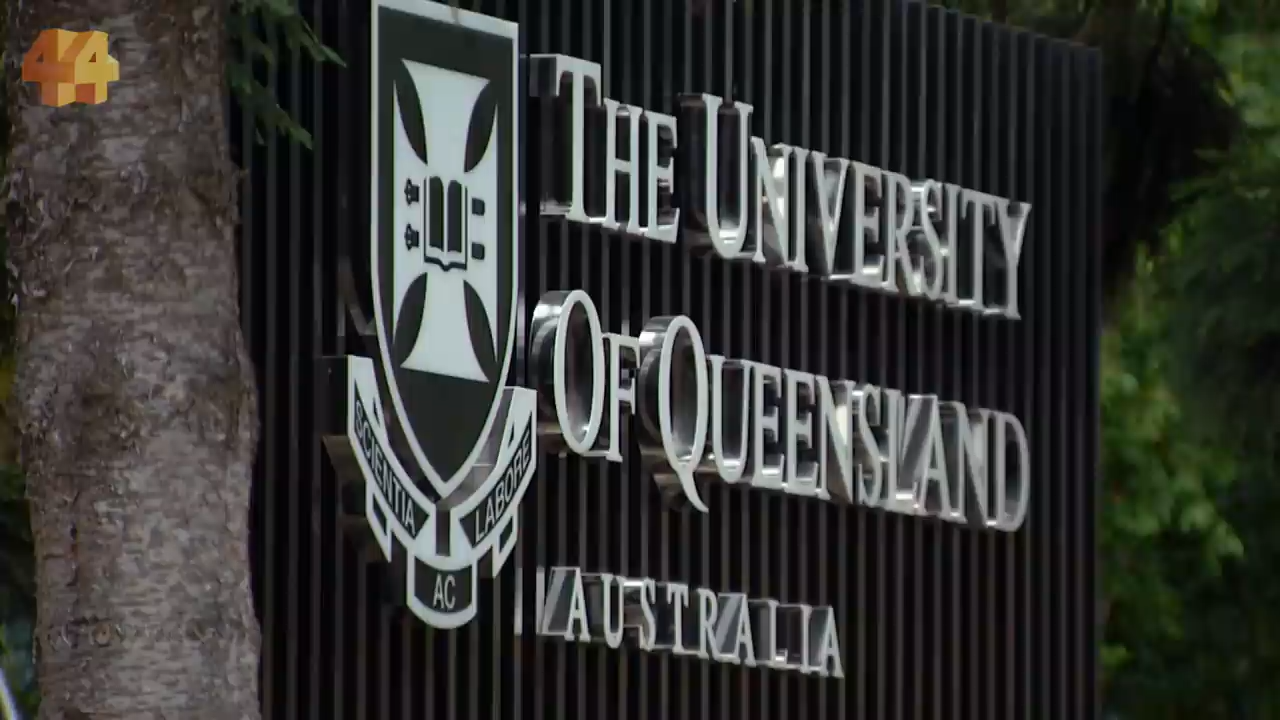 44
THE UNIVERSITY
OF QUEENSLAND
AUSTRALIA
SCIENTIA
AC
LABORE